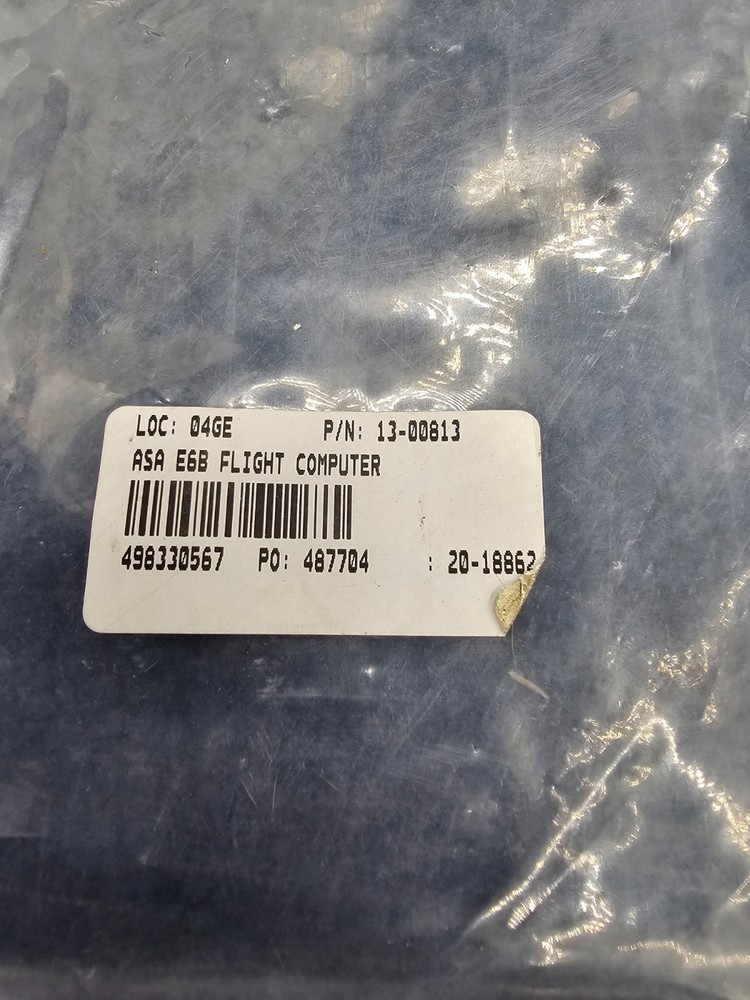 LOC: 04GE P/N: 13-00813
ASA E6B FLIGHT COMPUTER
498330567 PO: 487704 : 20-18862